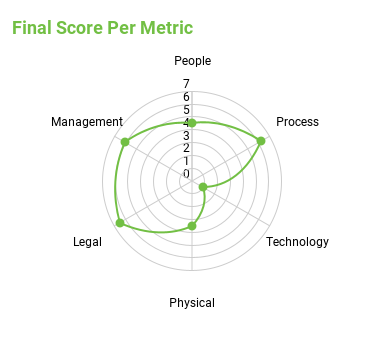 Final Score Per Metric
People
7
6
5
4
3
2
1
0
Management
Process
Legal
Technology
Physical